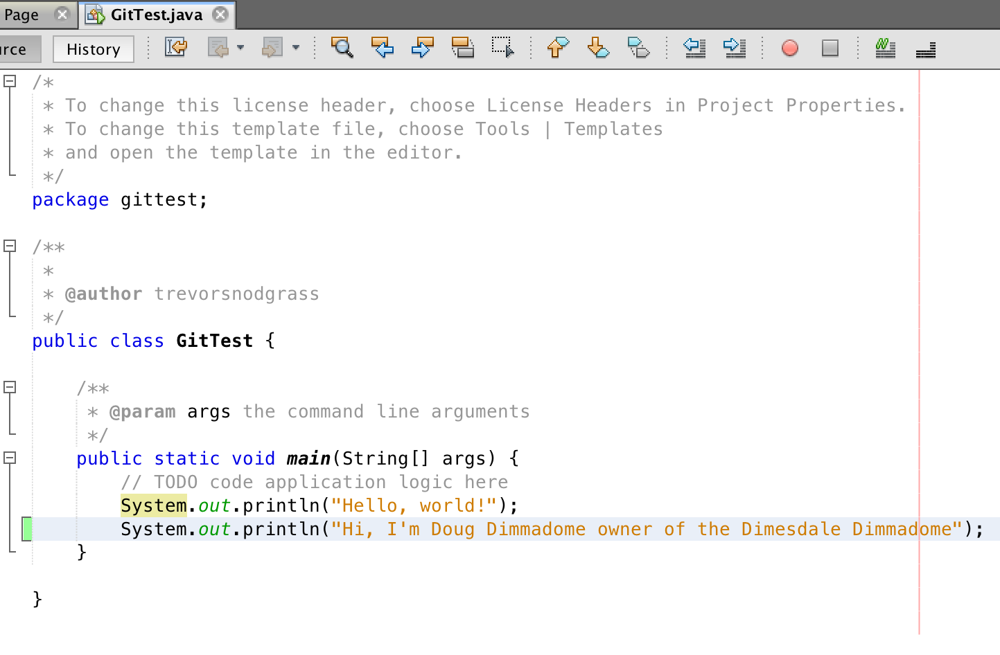 Page GitTest.java
urce History
/*
 * To change this license header, choose License Headers in Project Properties.
 * To change this template file, choose Tools | Templates
 * and open the template in the editor.
 */
package gittest;
/**
 *
 * @author trevorsnodgrass
 */
public class GitTest {
    /**
     * @param args the command line arguments
     */
    public static void main(String[] args) {
        // TODO code application logic here
        System.out.println("Hello, world!");
        System.out.println("Hi, I'm Doug Dimmadome owner of the Dimesdale Dimmadome");
    }
}